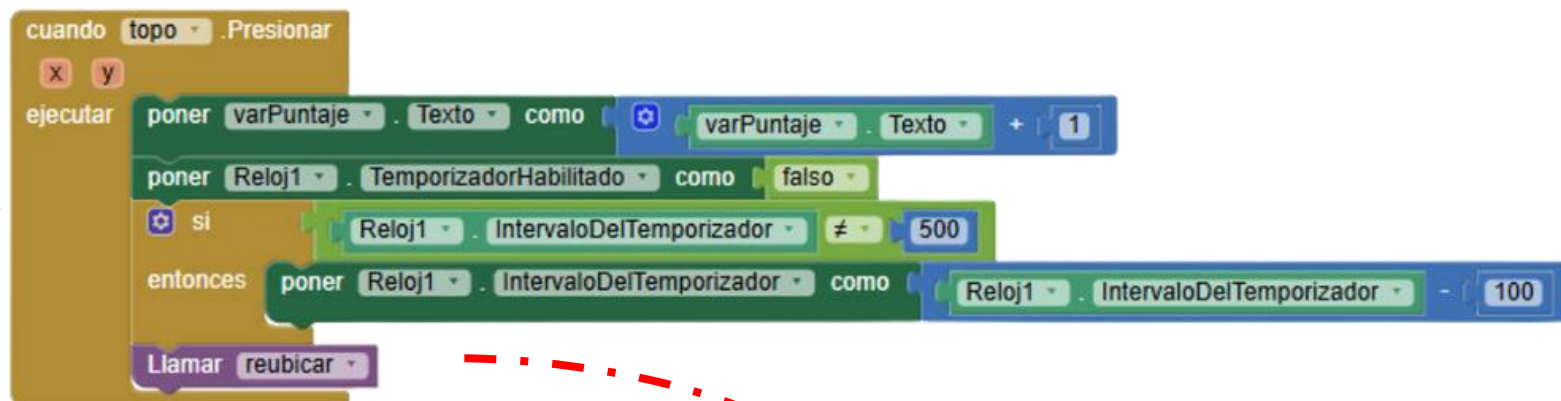 cuando topo .Presionar
x y
ejecutar poner varPuntaje . Texto como varPuntaje . Texto + 1
poner Reloj1 . TemporizadorHabilitado como falso
si Reloj1 . IntervaloDelTemporizador ≠ 500
entonces poner Reloj1 . IntervaloDelTemporizador como Reloj1 . IntervaloDelTemporizador - 100
Llamar reubicar